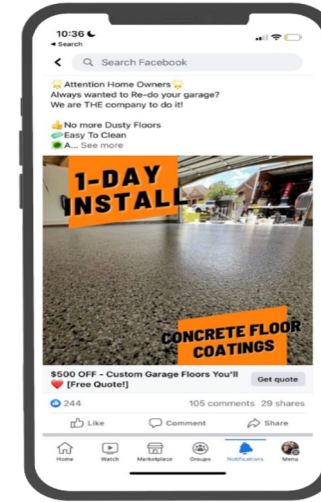 10:36
Search
Search Facebook
Attention Home Owners
Always wanted to Re-do your garage?
We are THE company to do it!
No more Dusty Floors
Easy To Clean
A... See more
1-DAY
INSTALL
CONCRETE FLOOR
COATINGS
$500 OFF - Custom Garage Floors You'll
❤️ [Free Quote!]
Get quote
244
105 comments 29 shares
Like Comment Share
Home Watch Marketplace Groups Notifications Menu